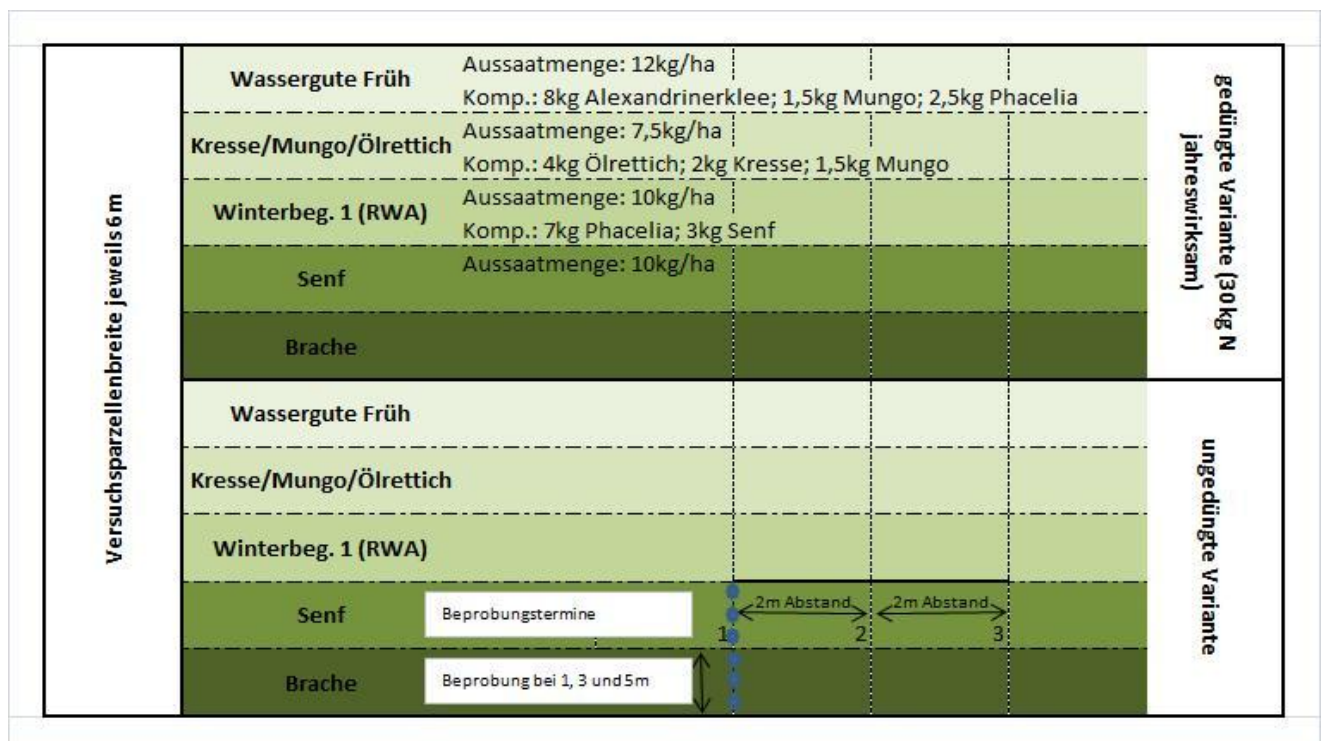 Versuchsparzellenbreite jeweils 6 m
Wassergute Früh
Aussaatmenge: 12kg/ha
Komp.: 8kg Alexandrinerklee; 1,5kg Mungo; 2,5kg Phacelia
Kresse/Mungo/Ölrettich
Aussaatmenge: 7,5kg/ha
Komp.: 4kg Ölrettich; 2kg Kresse; 1,5kg Mungo
Winterbeg. 1 (RWA)
Aussaatmenge: 10kg/ha
Komp.: 7kg Phacelia; 3kg Senf
Senf
Aussaatmenge: 10kg/ha
Brache
gedüngte Variante (30kg N
jahreswirksam)
Wassergute Früh
Kresse/Mungo/Ölrettich
Winterbeg. 1 (RWA)
Senf
Beprobungstermine
2m Abstand
2m Abstand
1
2
3
Brache
Beprobung bei 1, 3 und 5m
ungedüngte Variante